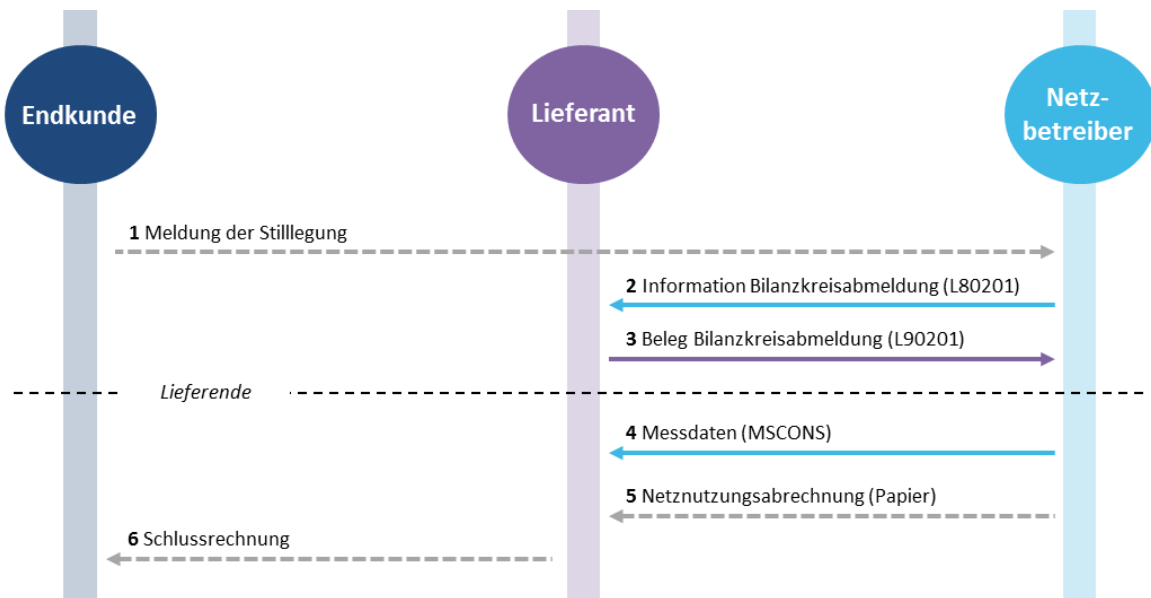 Endkunde
Lieferant
Netz-
betreiber
1 Meldung der Stilllegung
2 Information Bilanzkreisabmeldung (L80201)
3 Beleg Bilanzkreisabmeldung (L90201)
Lieferende
4 Messdaten (MSCONS)
5 Netznutzungsabrechnung (Papier)
6 Schlussrechnung